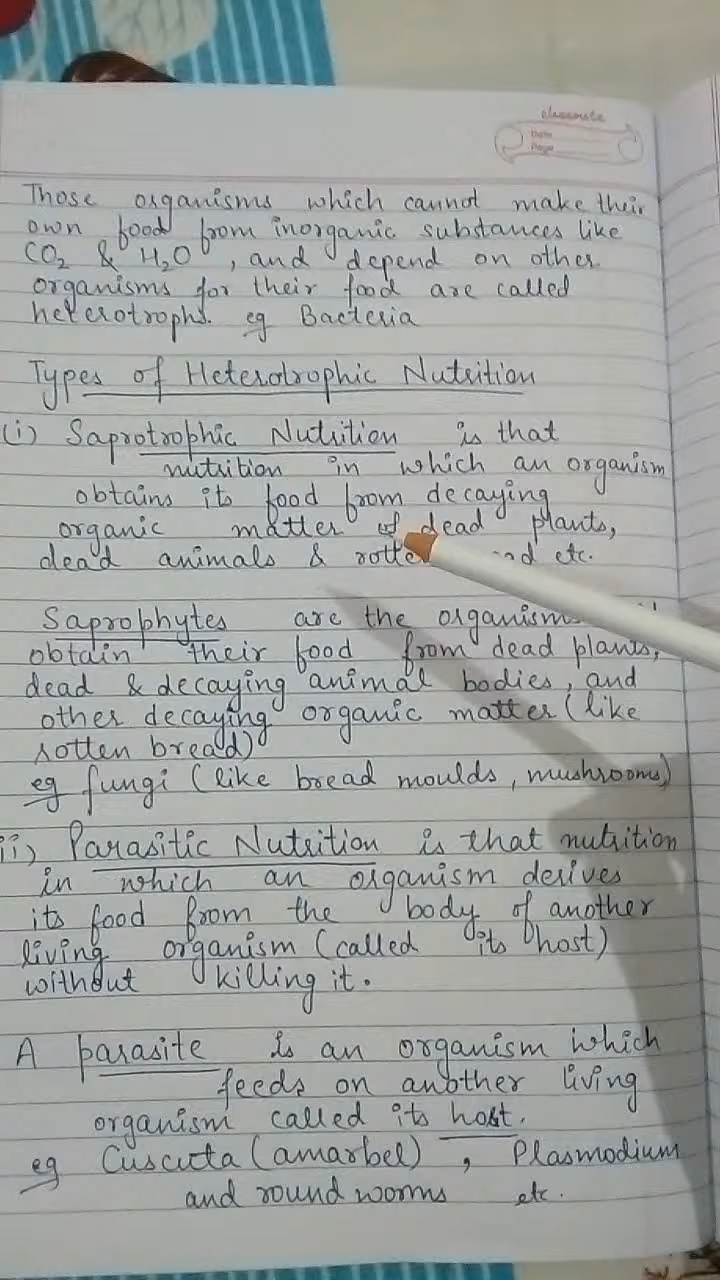 classmate
Date
Page
Those organisms which cannot make their
own food from inorganic substances like
CO₂ & H₂O , and depend on other
organisms for their food are called
heterotrophs. eg Bacteria
Types of Heterotrophic Nutrition
(i) Saprotrophic Nutrition is that
nutrition in which an organism
obtains its food from decaying
organic matter of dead plants,
dead animals & etc.
Saprophytes are the
obtain their food from dead plants,
dead & decaying animal bodies, and
other decaying organic matter (like
rotten bread)
eg fungi (like bread moulds, mushrooms)
ii) Parasitic Nutrition is that nutrition
in which an organism derives
its food from the body of another
living organism (called its host)
without killing it.
A parasite is an organism which
feeds on another living
organism called its host.
eg Cuscuta (amarbel) , Plasmodium
and round worms etc.